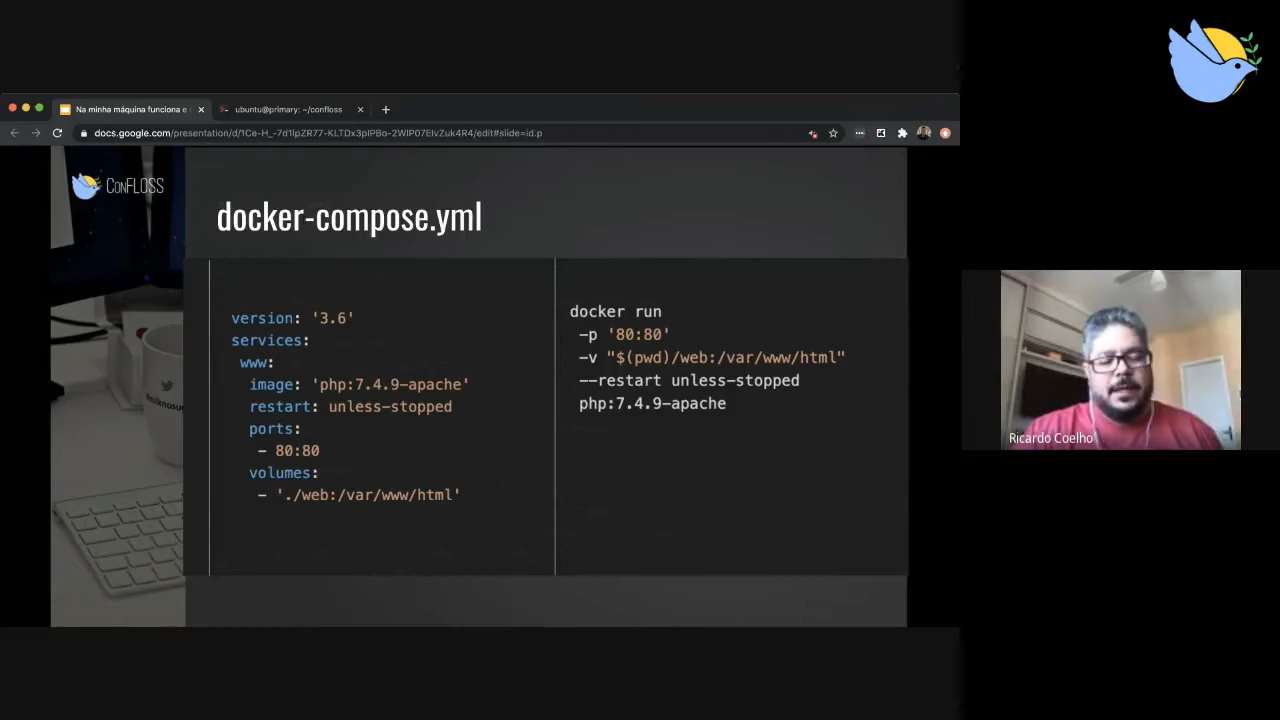 Na minha máquina funciona e
ubuntu@primary: ~/confloss
docs.google.com/presentation/d/1Ce-H_-7d1lpZR77-KLTDx3pIPBo-2WIP07EIvZuk4R4/edit#slide=id.p
ConFLOSS
docker-compose.yml
version: '3.6'
services:
www:
image: 'php:7.4.9-apache'
restart: unless-stopped
ports:
- 80:80
volumes:
- './web:/var/www/html'
docker run
-p '80:80'
-v "$(pwd)/web:/var/www/html"
--restart unless-stopped
php:7.4.9-apache
Ricardo Coelho